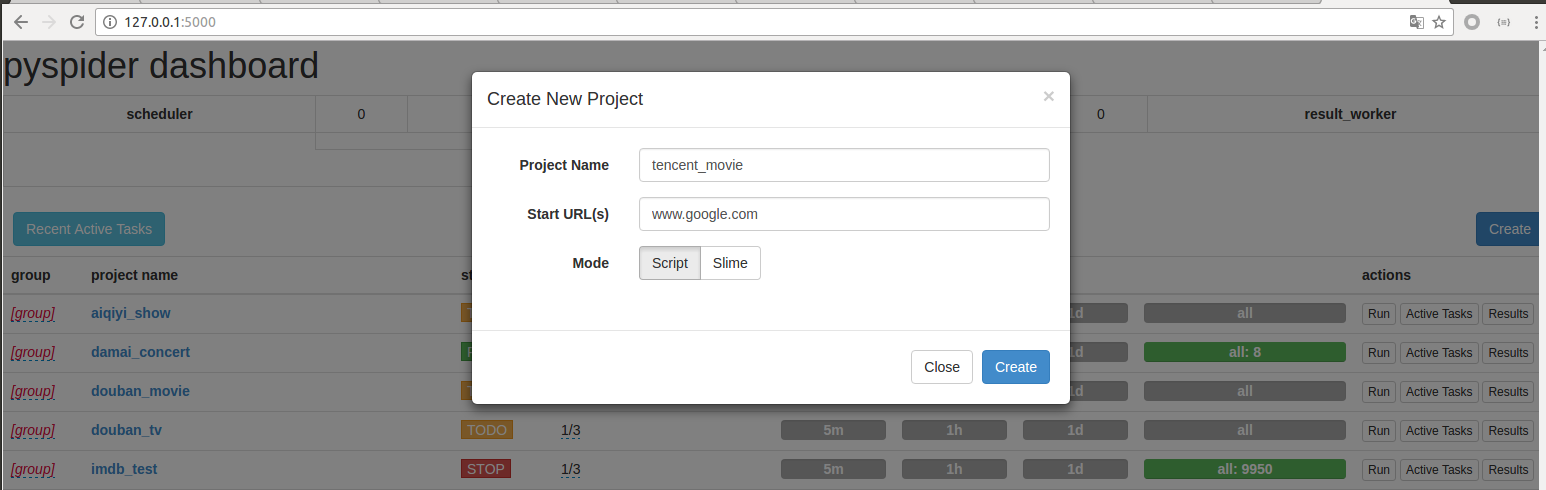 127.0.0.1:5000
pyspider dashboard
Create New Project ×
scheduler 0 0 result_worker
Project Name tencent_movie
Start URL(s) www.google.com
Recent Active Tasks Create
Mode Script Slime
group project name st actions
[group] aiqiyi_show 1d all Run Active Tasks Results
[group] damai_concert 1d all: 8 Run Active Tasks Results
Close Create
[group] douban_movie 1d all Run Active Tasks Results
[group] douban_tv TODO 1/3 5m 1h 1d all Run Active Tasks Results
[group] imdb_test STOP 1/3 5m 1h 1d all: 9950 Run Active Tasks Results